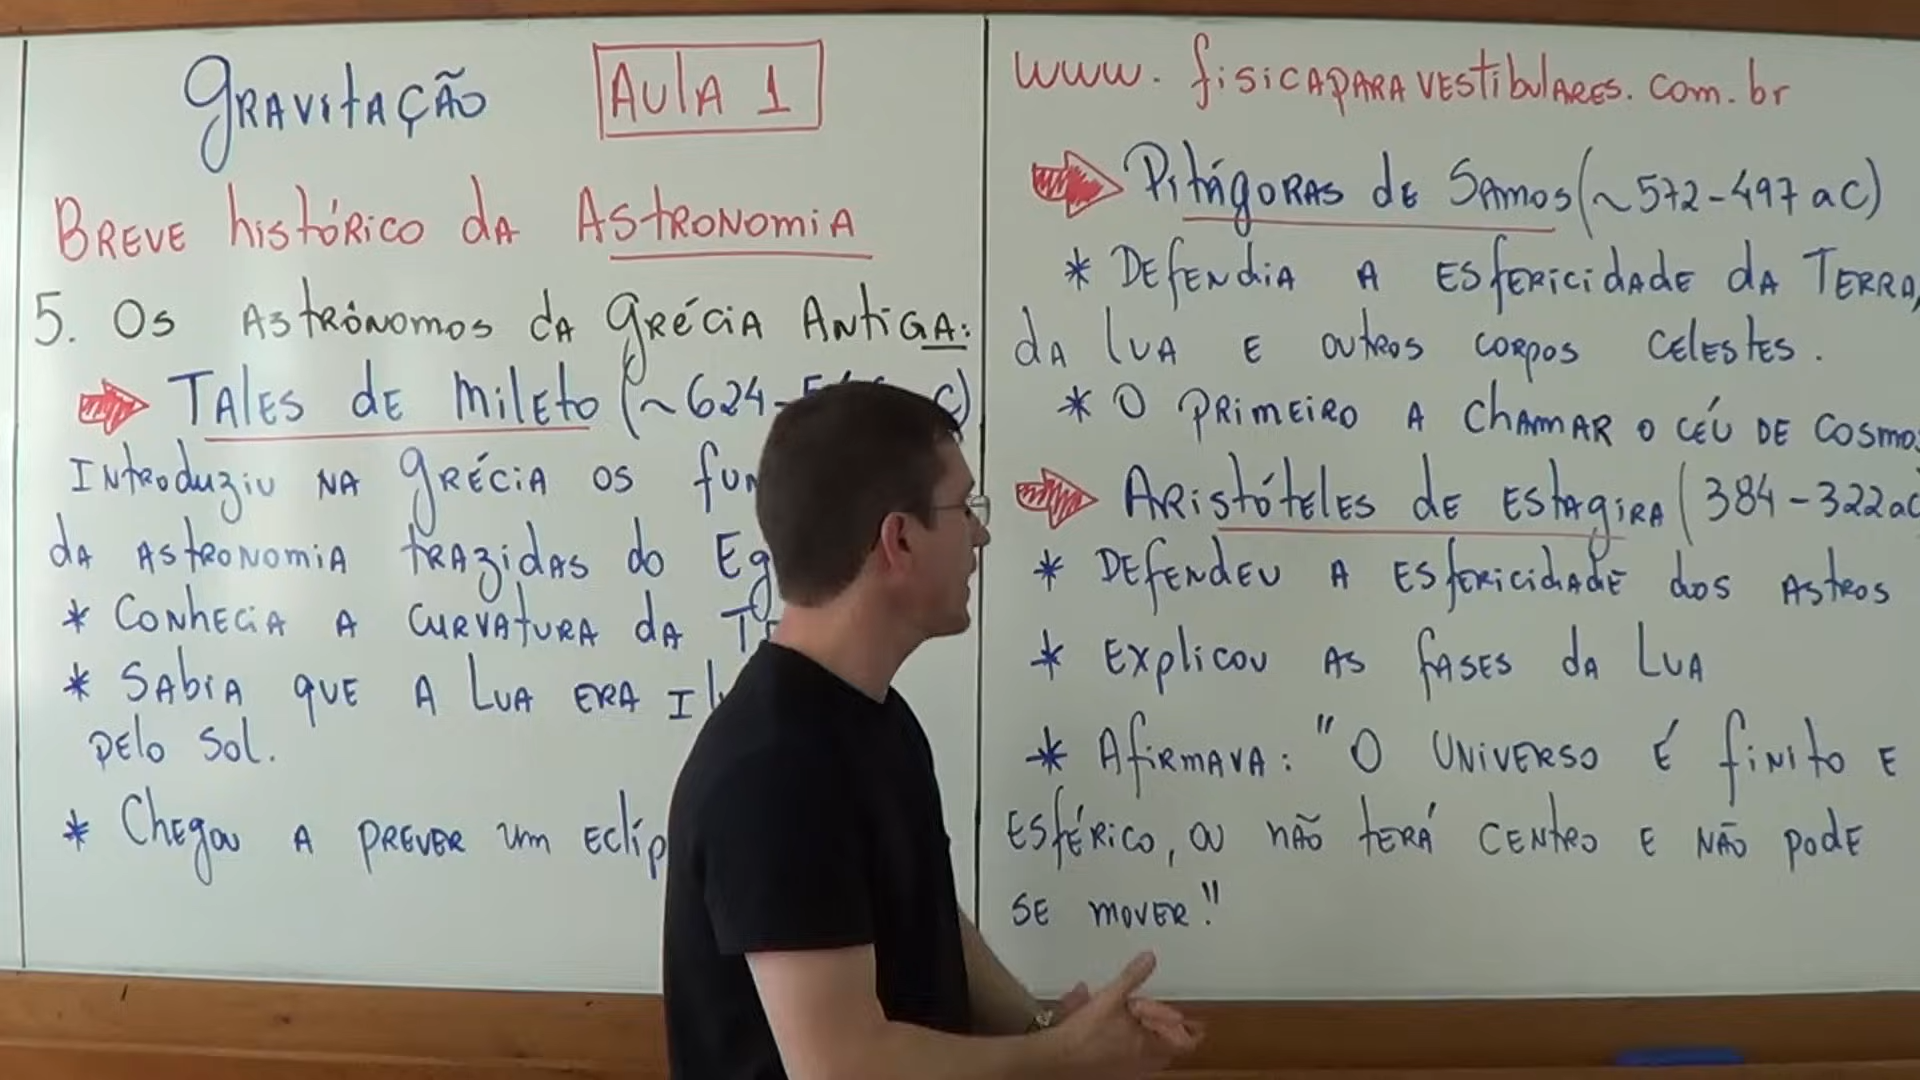 Gravitação Aula 1
Breve histórico da Astronomia
5. Os Astrônomos da Grécia Antiga:
Tales de Mileto (~624-
Introduziu na Grécia os
da astronomia trazidas do
* Conhecia a curvatura da
* Sabia que a Lua era
pelo Sol.
* Chegou a prever um
www.fisicaparavestibulares.com.br
Pitágoras de Samos (~572-497 aC)
* Defendia a esfericidade da Terra,
da lua e outros corpos celestes.
* O primeiro a chamar o céu de cosmos
Aristóteles de Estagira (384-322 aC
* Defendeu a esfericidade dos astros
* Explicou as fases da Lua
* Afirmava: "O universo é finito e
esférico, ou não terá centro e não pode
se mover."